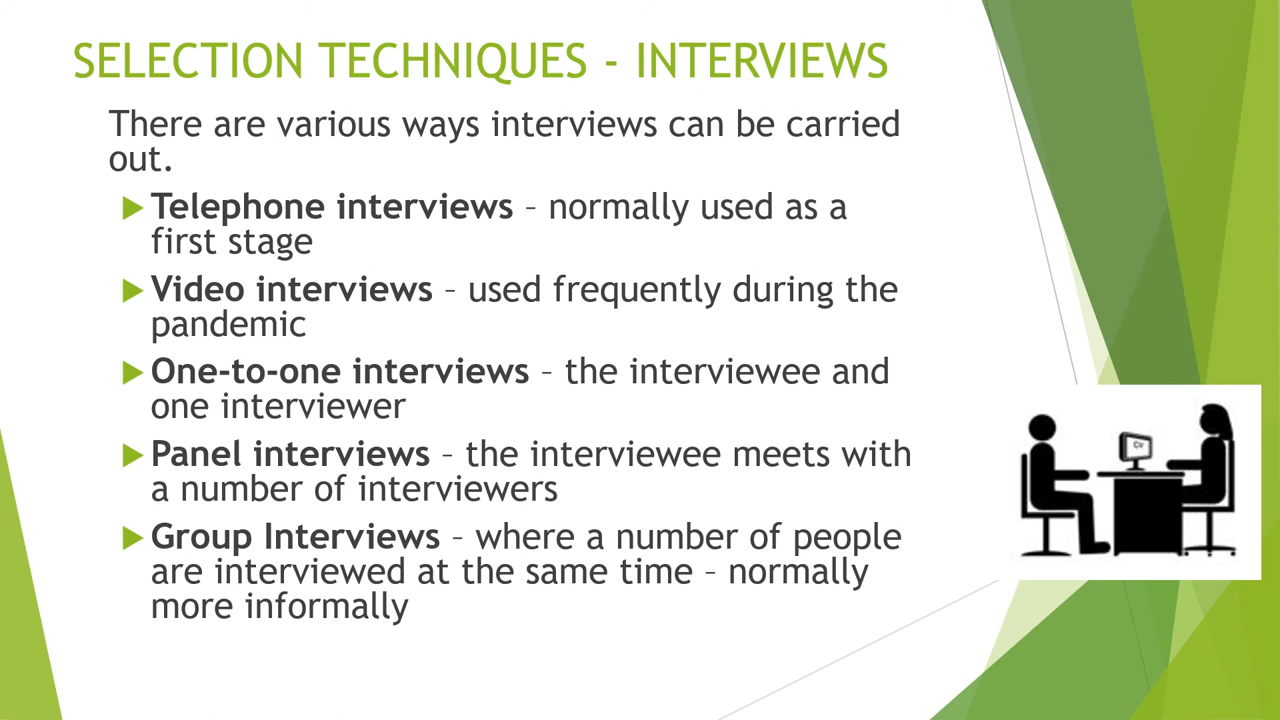 SELECTION TECHNIQUES - INTERVIEWS
There are various ways interviews can be carried
out.
Telephone interviews – normally used as a
first stage
Video interviews – used frequently during the
pandemic
One-to-one interviews – the interviewee and
one interviewer
Panel interviews – the interviewee meets with
a number of interviewers
Group Interviews – where a number of people
are interviewed at the same time – normally
more informally
CV